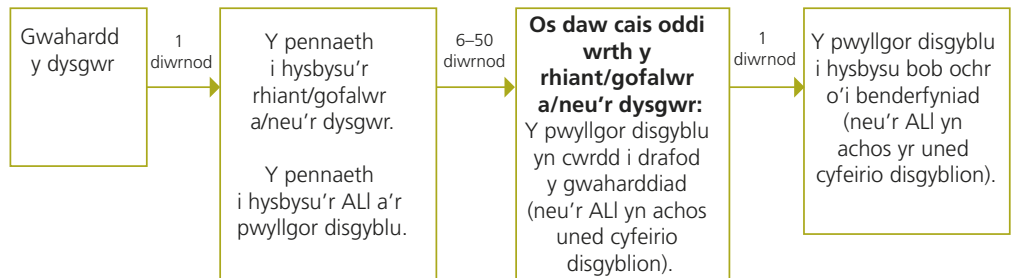 Gwahardd
y dysgwr
1
diwrnod
Y pennaeth
i hysbysu'r
rhiant/gofalwr
a/neu'r dysgwr.
Y pennaeth
i hysbysu'r ALl a'r
pwyllgor disgyblu.
6–50
diwrnod
Os daw cais oddi
wrth y
rhiant/gofalwr
a/neu'r dysgwr:
Y pwyllgor disgyblu
yn cwrdd i drafod
y gwaharddiad
(neu'r ALl yn achos
uned cyfeirio
disgyblion).
1
diwrnod
Y pwyllgor disgyblu
i hysbysu bob ochr
o'i benderfyniad
(neu'r ALl yn
achos yr uned
cyfeirio disgyblion).